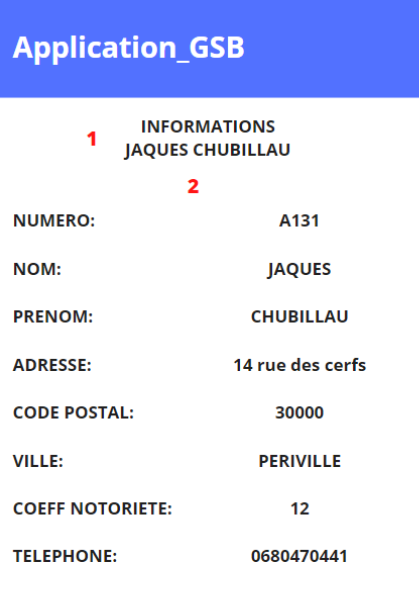 Application_GSB
1 INFORMATIONS
JAQUES CHUBILLAU
2
NUMERO: A131
NOM: JAQUES
PRENOM: CHUBILLAU
ADRESSE: 14 rue des cerfs
CODE POSTAL: 30000
VILLE: PERIVILLE
COEFF NOTORIETE: 12
TELEPHONE: 0680470441